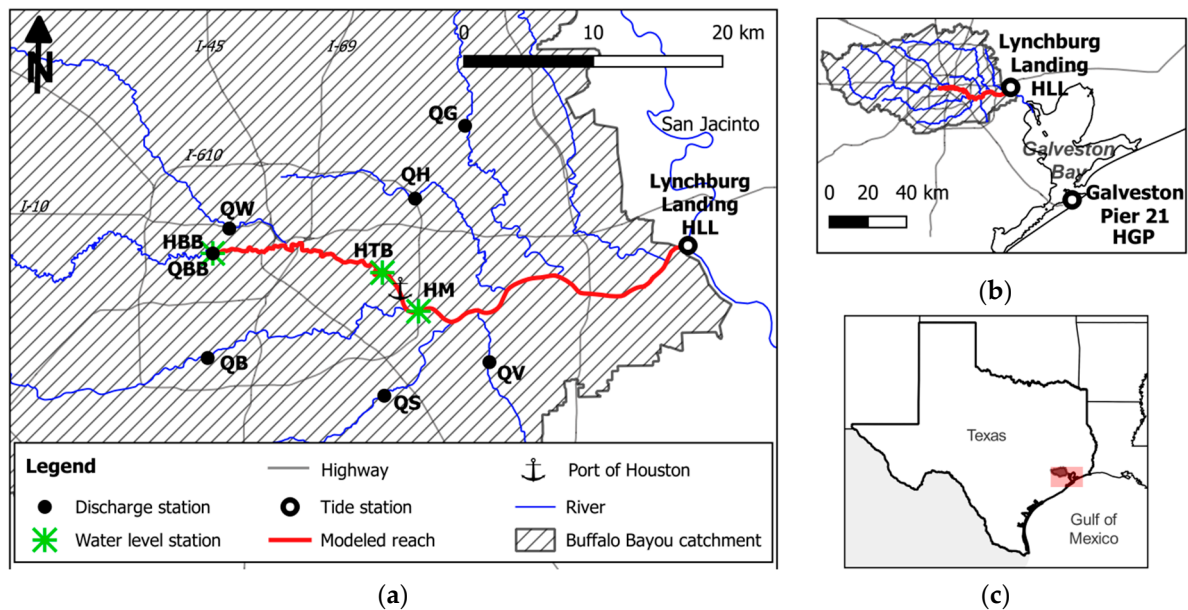 N
I-45
I-69
0
10
20 km
QG
San Jacinto
I-610
QH
Lynchburg
Landing
HLL
I-10
QW
HBB
QBB
HTB
HM
QB
QV
QS
Legend
Highway
Port of Houston
Discharge station
Tide station
River
Water level station
Modeled reach
Buffalo Bayou catchment
(a)
Lynchburg
Landing
HLL
Galveston
Bay
0 20 40 km
Galveston
Pier 21
HGP
(b)
Texas
Gulf of
Mexico
(c)